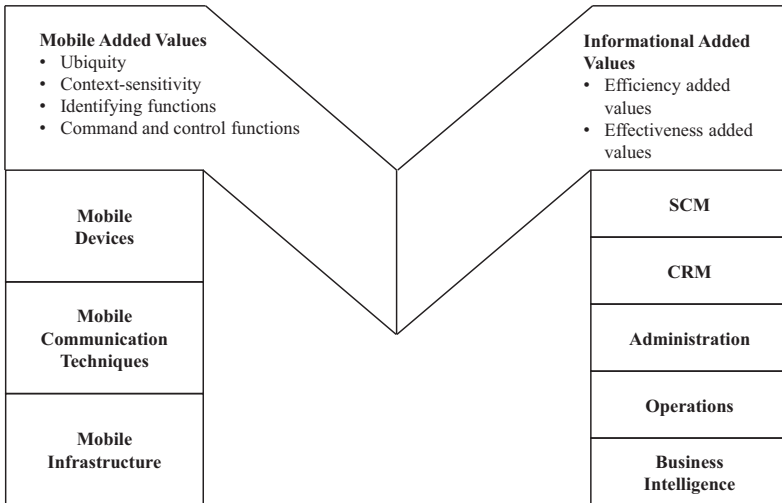 Mobile Added Values
• Ubiquity
• Context-sensitivity
• Identifying functions
• Command and control functions
Informational Added
Values
• Efficiency added
values
• Effectiveness added
values
Mobile
Devices
Mobile
Communication
Techniques
Mobile
Infrastructure
SCM
CRM
Administration
Operations
Business
Intelligence